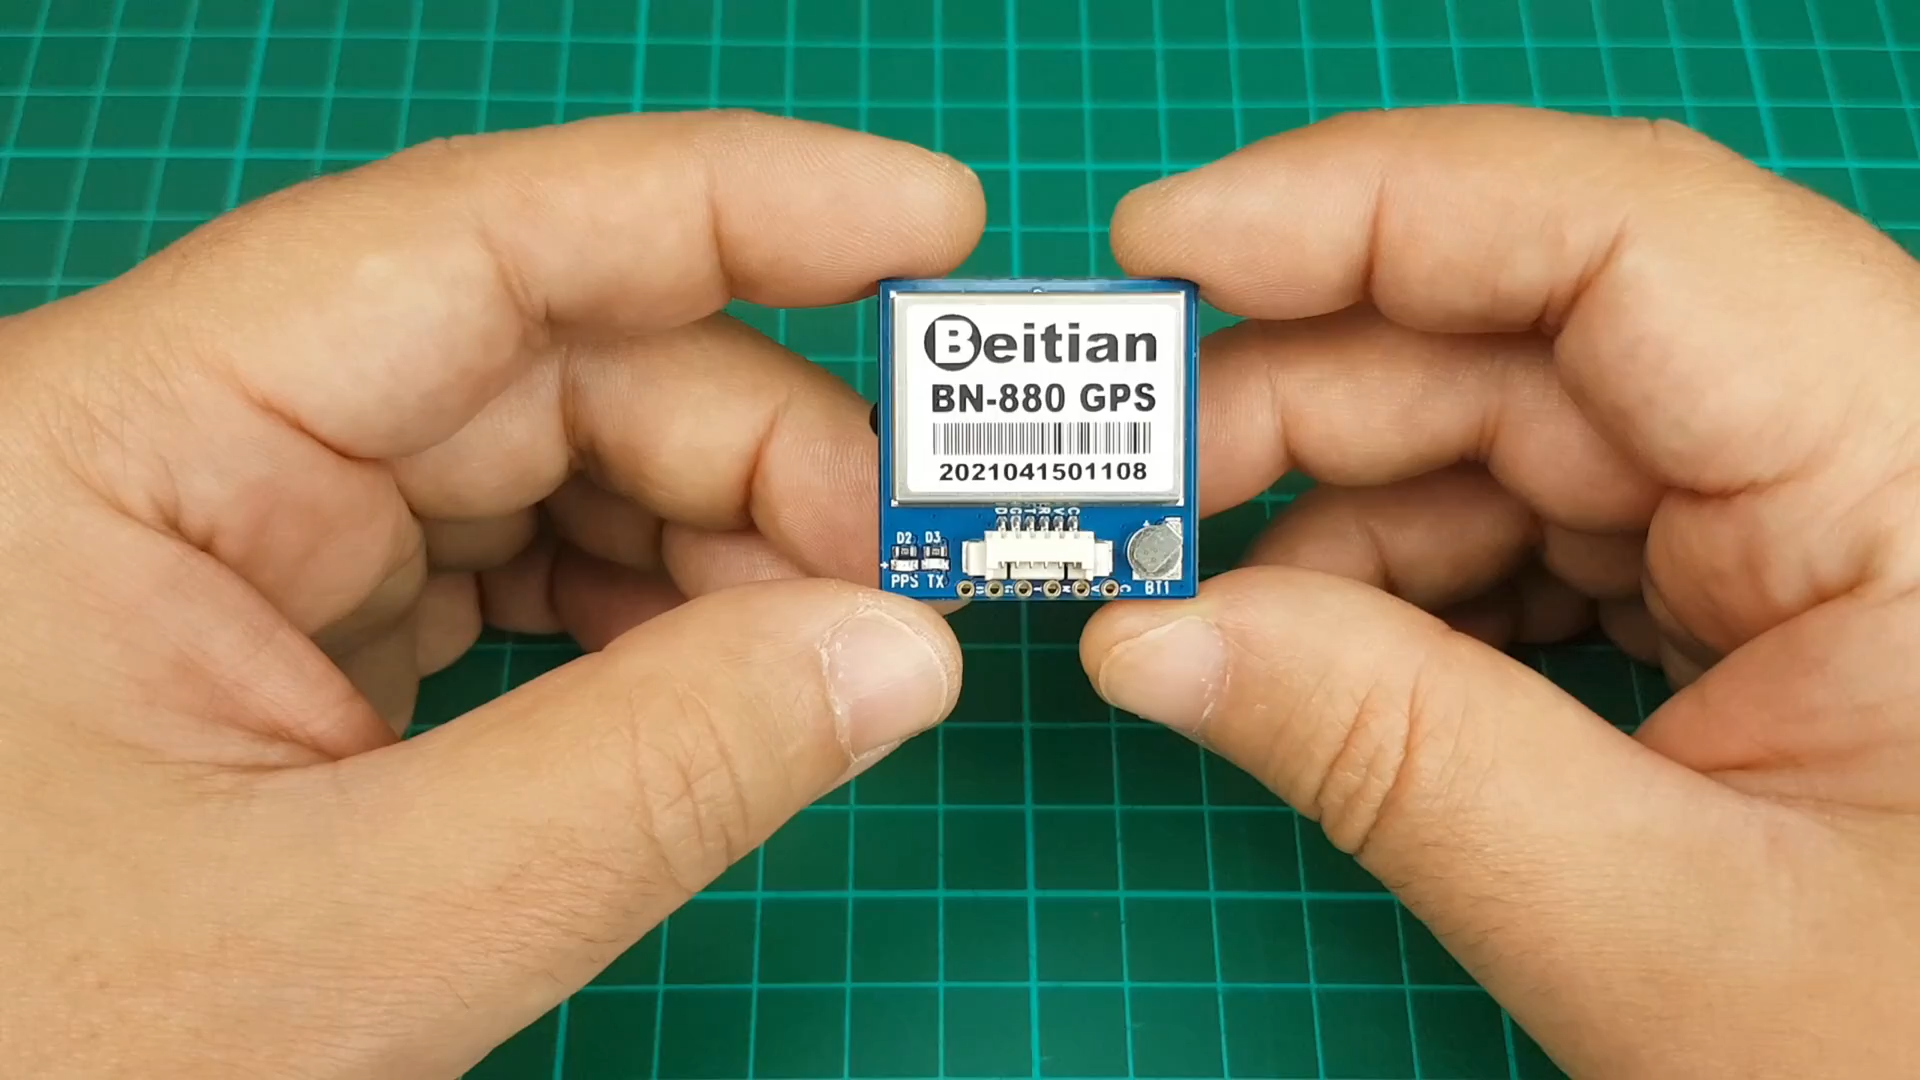 Beitian
BN-880 GPS
2021041501108
D G T R V C
D2 D3
PPS TX
BT1